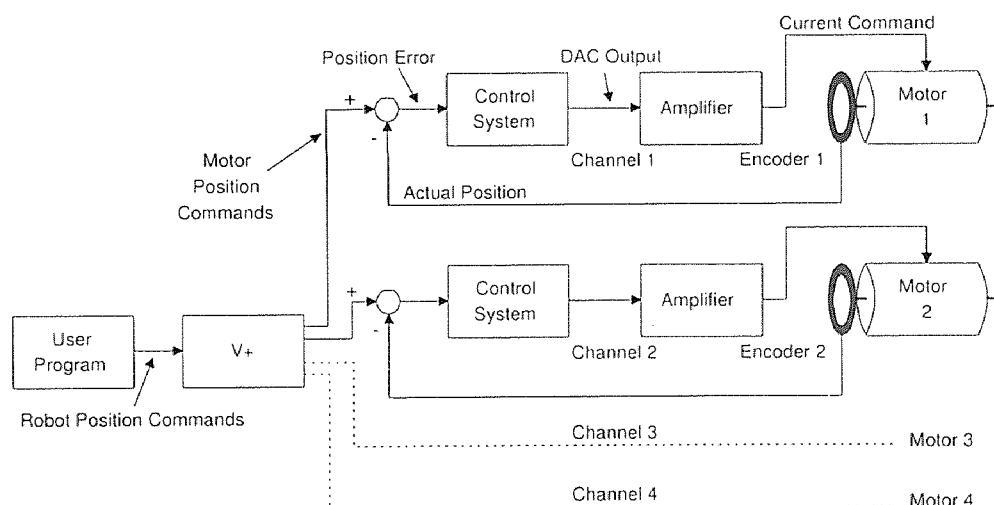 Current Command
Position Error
DAC Output
+
Control
System
Amplifier
Motor
1
-
Channel 1
Encoder 1
Motor
Position
Commands
Actual Position
+
Control
System
Amplifier
Motor
2
-
User
Program
V+
Channel 2
Encoder 2
Robot Position Commands
Channel 3
Motor 3
Channel 4
Motor 4